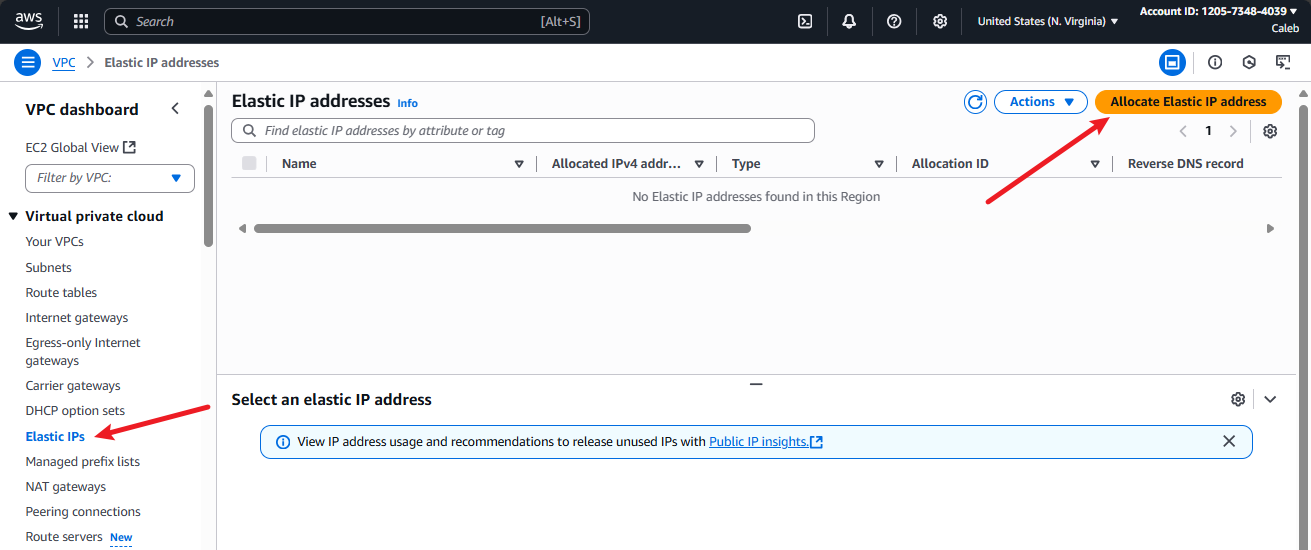 aws
Search [Alt+S]
United States (N. Virginia)
Account ID: 1205-7348-4039
Caleb
VPC > Elastic IP addresses
VPC dashboard
EC2 Global View
Filter by VPC:
Virtual private cloud
Your VPCs
Subnets
Route tables
Internet gateways
Egress-only Internet
gateways
Carrier gateways
DHCP option sets
Elastic IPs
Managed prefix lists
NAT gateways
Peering connections
Route servers New
Elastic IP addresses Info
Actions
Allocate Elastic IP address
Find elastic IP addresses by attribute or tag
1
Name Allocated IPv4 addr... Type Allocation ID Reverse DNS record
No Elastic IP addresses found in this Region
Select an elastic IP address
View IP address usage and recommendations to release unused IPs with Public IP insights.